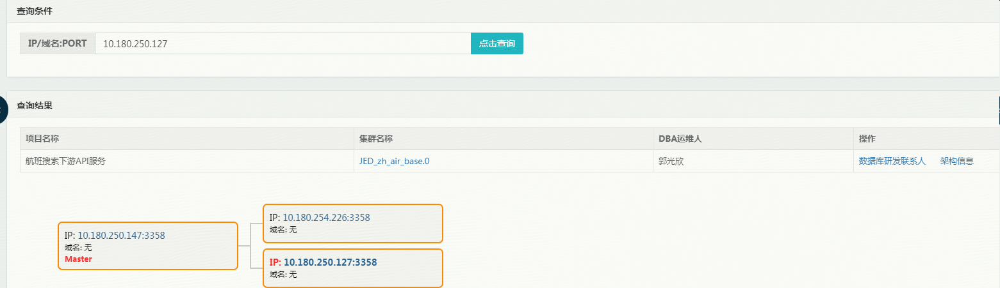 查询条件
IP/域名:PORT 10.180.250.127 点击查询
查询结果
项目名称 集群名称 DBA运维人 操作
航班搜索下游API服务 JED_zh_air_base.0 郭光欣 数据库研发联系人 架构信息
IP: 10.180.250.147:3358
域名: 无
Master
IP: 10.180.254.226:3358
域名: 无
IP: 10.180.250.127:3358
域名: 无